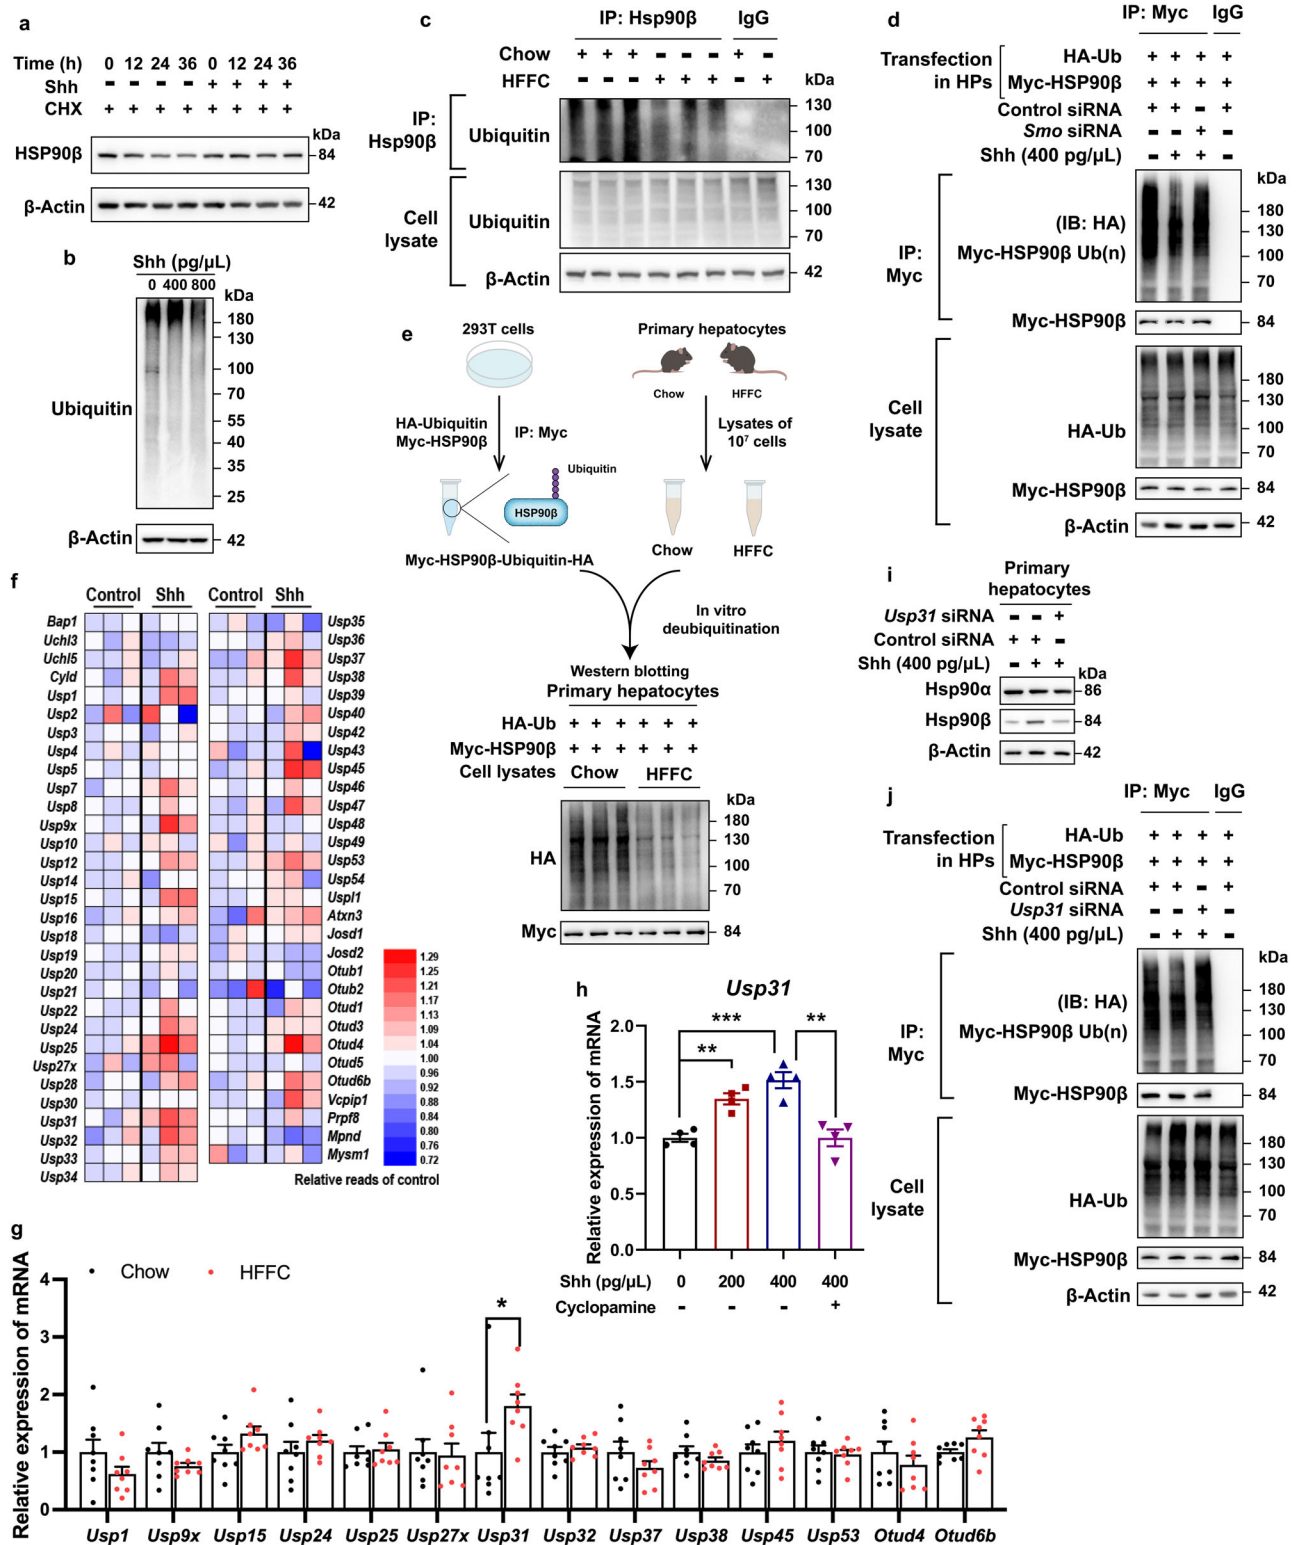 a
Time (h) 0 12 24 36 0 12 24 36
Shh - - - - + + + +
CHX + + + + + + + +
kDa
HSP90β 84
β-Actin 42
b
Shh (pg/μL)
0 400 800
kDa
180
130
100
70
55
40
35
25
Ubiquitin
β-Actin 42
c
IP: Hsp90β IgG
Chow + + + - - - + -
HFFC - - - + + + - +
kDa
IP:
Hsp90β
Ubiquitin
130
100
70
Cell
lysate
Ubiquitin
130
100
70
β-Actin 42
d
IP: Myc IgG
Transfection
in HPs
HA-Ub + + + +
Myc-HSP90β + + + +
Control siRNA + + - +
Smo siRNA - - + -
Shh (400 pg/μL) - + + -
kDa
IP:
Myc
(IB: HA)
Myc-HSP90β Ub(n)
180
130
100
70
Myc-HSP90β 84
Cell
lysate
HA-Ub
180
130
100
70
Myc-HSP90β 84
β-Actin 42
e
293T cells
Primary hepatocytes
Chow HFFC
HA-Ubiquitin
Myc-HSP90β
IP: Myc
Lysates of
10⁷ cells
Ubiquitin
HSP90β
Myc-HSP90β-Ubiquitin-HA
Chow HFFC
In vitro
deubiquitination
Western blotting
Primary hepatocytes
HA-Ub + + + + + +
Myc-HSP90β + + + + + +
Cell lysates Chow HFFC
kDa
HA
180
130
100
70
Myc 84
f
Control Shh Control Shh
Bap1 Usp35
Uchl3 Usp36
Uchl5 Usp37
Cyld Usp38
Usp1 Usp39
Usp2 Usp40
Usp3 Usp42
Usp4 Usp43
Usp5 Usp45
Usp7 Usp46
Usp8 Usp47
Usp9x Usp48
Usp10 Usp49
Usp12 Usp53
Usp14 Usp54
Usp15 Uspl1
Usp16 Atxn3
Usp18 Josd1
Usp19 Josd2
Usp20 Otub1
Usp21 Otub2
Usp22 Otud1
Usp24 Otud3
Usp25 Otud4
Usp27x Otud5
Usp28 Otud6b
Usp30 Vcpip1
Usp31 Prpf8
Usp32 Mpnd
Usp33 Mysm1
Usp34
1.29
1.25
1.21
1.17
1.13
1.09
1.04
1.00
0.96
0.92
0.88
0.84
0.80
0.76
0.72
Relative reads of control
g
Relative expression of mRNA
Chow HFFC
4
3
2
1
0
*
Usp1 Usp9x Usp15 Usp24 Usp25 Usp27x Usp31 Usp32 Usp37 Usp38 Usp45 Usp53 Otud4 Otud6b
h
Usp31
Relative expression of mRNA
2.0
1.5
1.0
0.5
0.0
*** **
**
Shh (pg/μL) 0 200 400 400
Cyclopamine - - - +
i
Primary
hepatocytes
Usp31 siRNA - - +
Control siRNA + + -
Shh (400 pg/μL) - + +
kDa
Hsp90α 86
Hsp90β 84
β-Actin 42
j
IP: Myc IgG
Transfection
in HPs
HA-Ub + + + +
Myc-HSP90β + + + +
Control siRNA + + - +
Usp31 siRNA - - + -
Shh (400 pg/μL) - + + -
kDa
IP:
Myc
(IB: HA)
Myc-HSP90β Ub(n)
180
130
100
70
Myc-HSP90β 84
Cell
lysate
HA-Ub
180
130
100
70
Myc-HSP90β 84
β-Actin 42